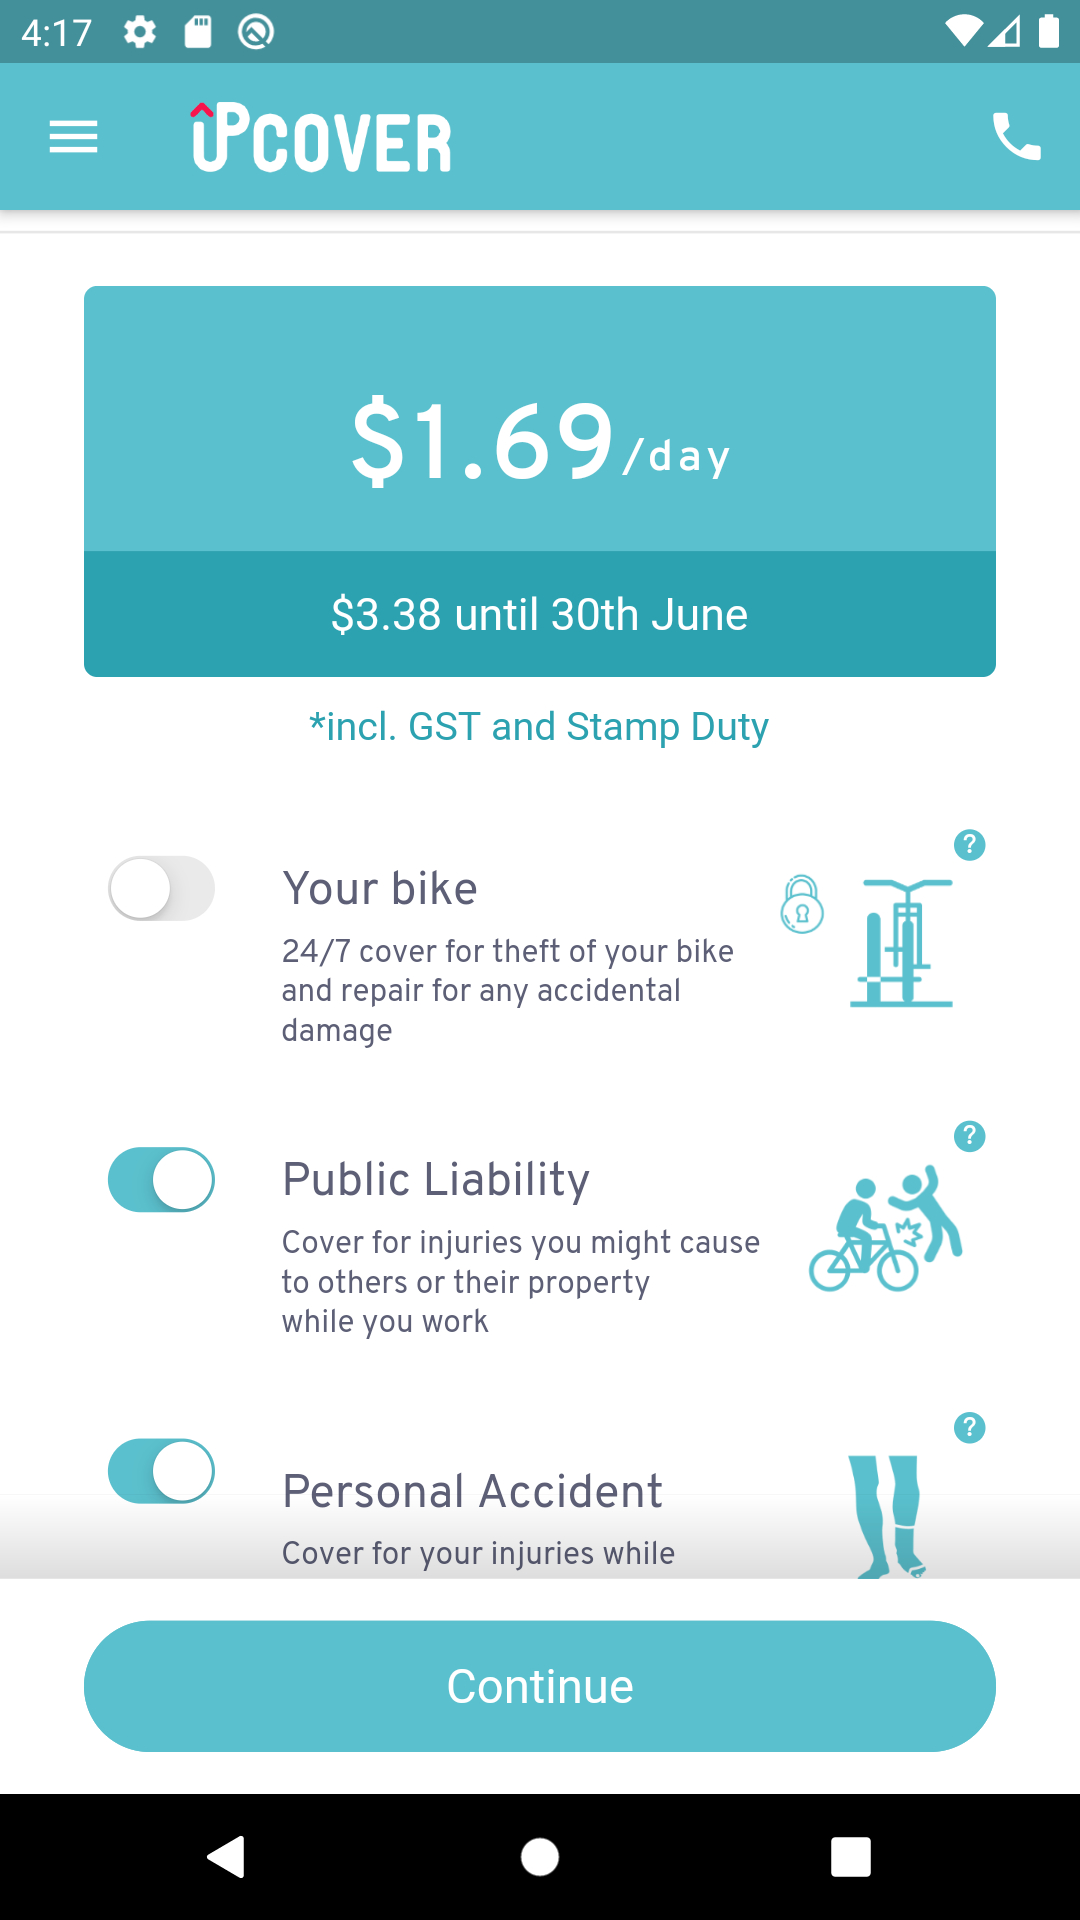 4:17
UPCOVER
$1.69/day
$3.38 until 30th June
*incl. GST and Stamp Duty
?
Your bike
24/7 cover for theft of your bike
and repair for any accidental
damage
?
Public Liability
Cover for injuries you might cause
to others or their property
while you work
?
Personal Accident
Cover for your injuries while
Continue